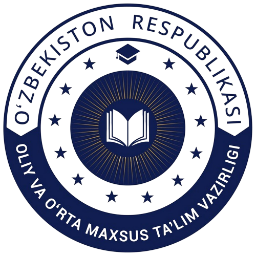 O‘ZBEKISTON RESPUBLIKASI
OLIY VA O‘RTA MAXSUS TA’LIM VAZIRLIGI